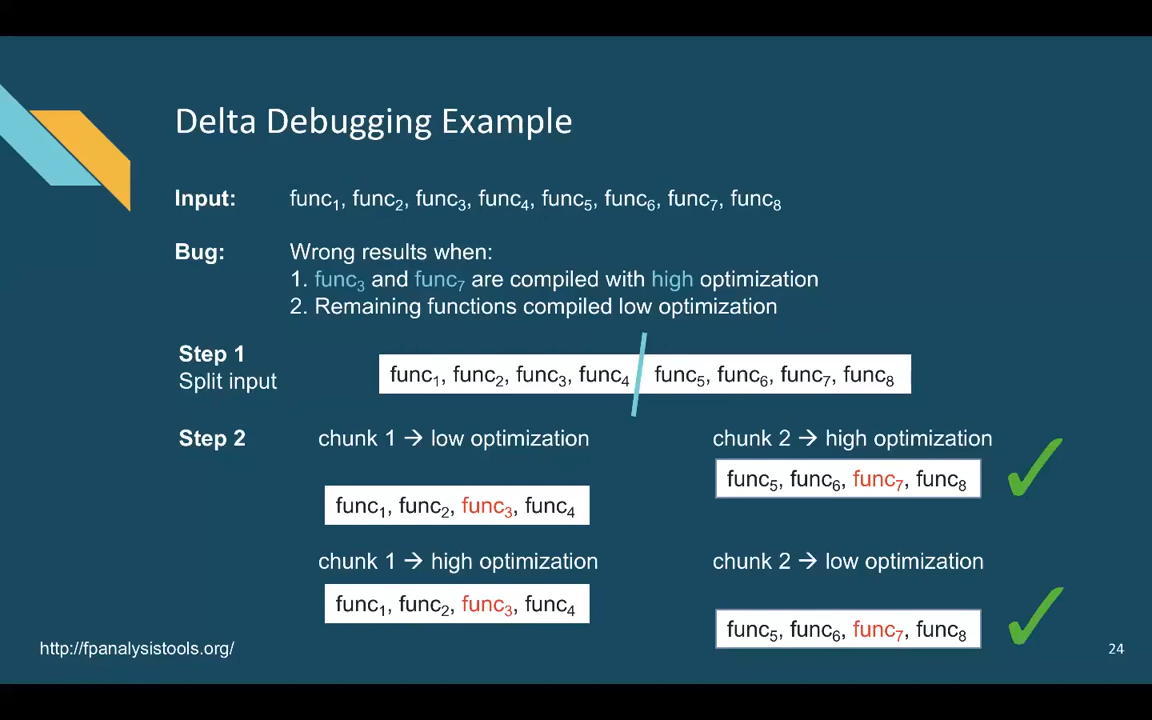 Delta Debugging Example
Input: func₁, func₂, func₃, func₄, func₅, func₆, func₇, func₈
Bug: Wrong results when:
1. func₃ and func₇ are compiled with high optimization
2. Remaining functions compiled low optimization
Step 1
Split input
func₁, func₂, func₃, func₄ func₅, func₆, func₇, func₈
Step 2 chunk 1 → low optimization chunk 2 → high optimization
func₅, func₆, func₇, func₈
func₁, func₂, func₃, func₄
chunk 1 → high optimization chunk 2 → low optimization
func₁, func₂, func₃, func₄
func₅, func₆, func₇, func₈
http://fpanalysistools.org/ 24